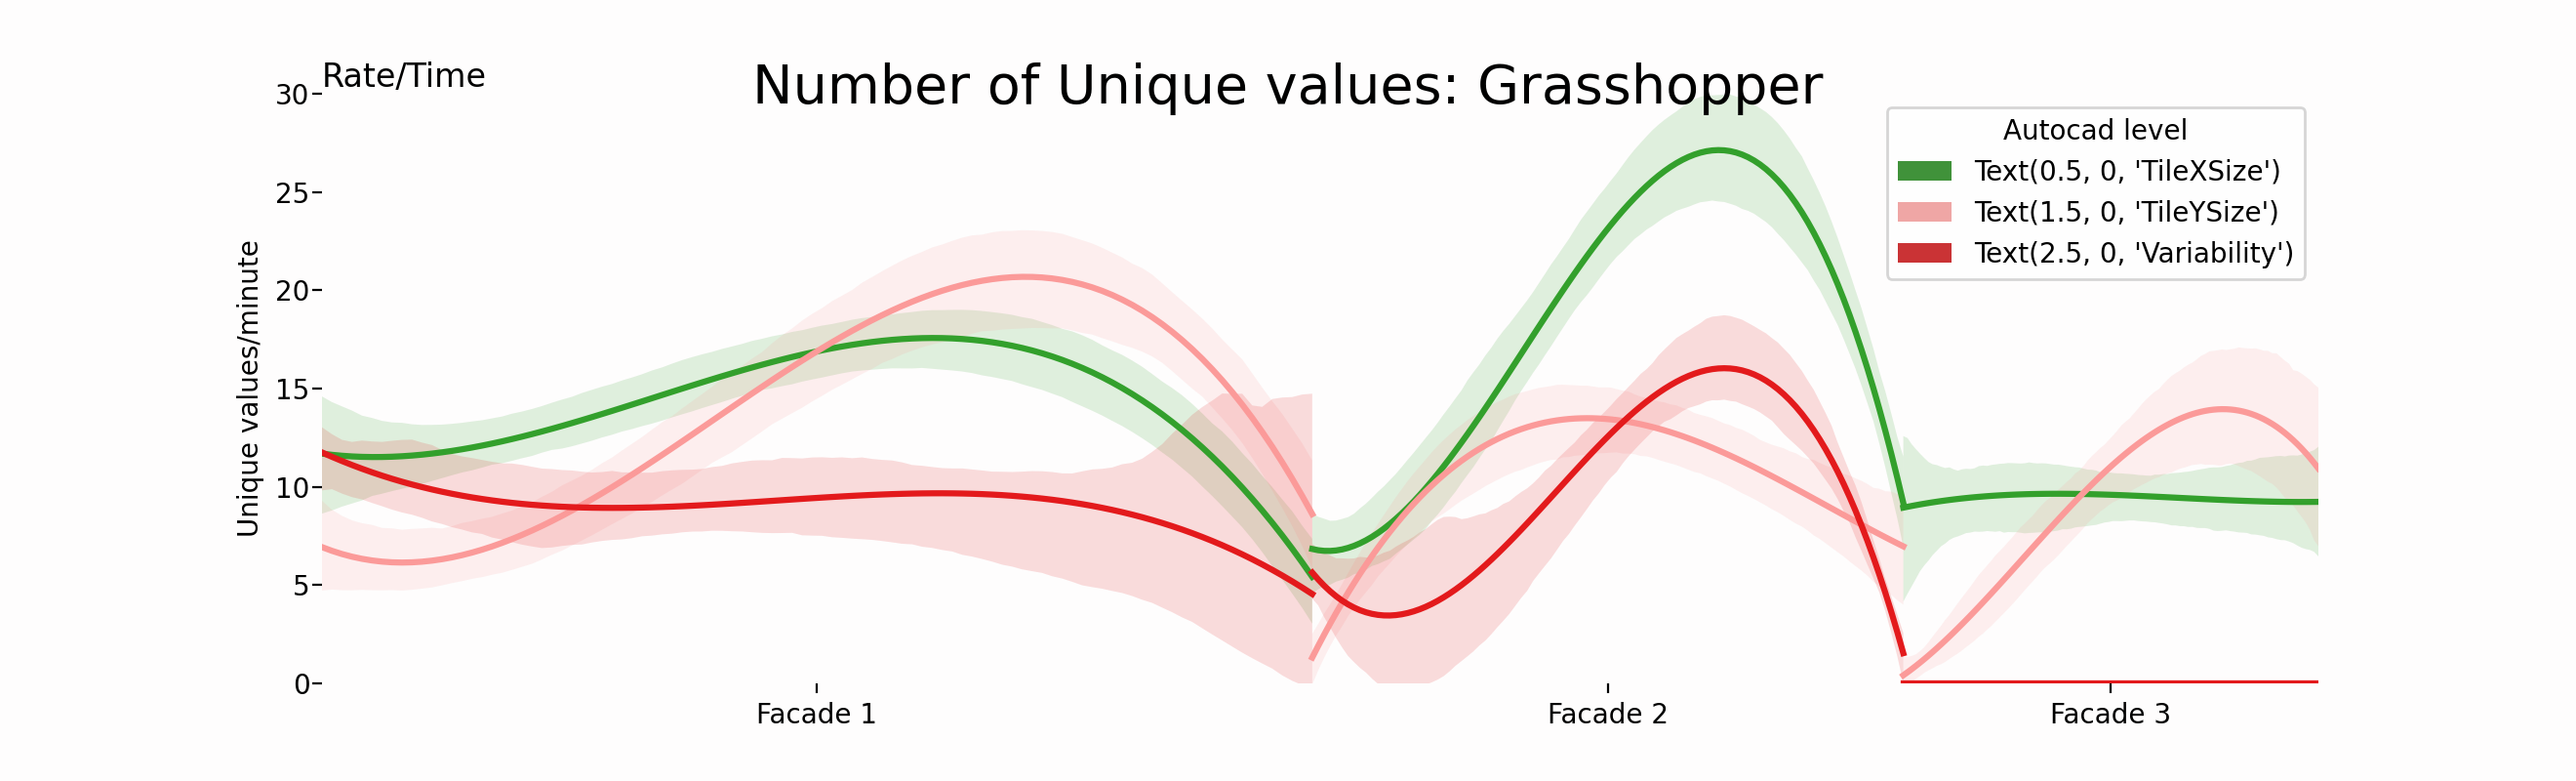 Rate/Time
Number of Unique values: Grasshopper
30
25
20
15
10
5
0
Unique values/minute
Autocad level
Text(0.5, 0, 'TileXSize')
Text(1.5, 0, 'TileYSize')
Text(2.5, 0, 'Variability')
Facade 1
Facade 2
Facade 3